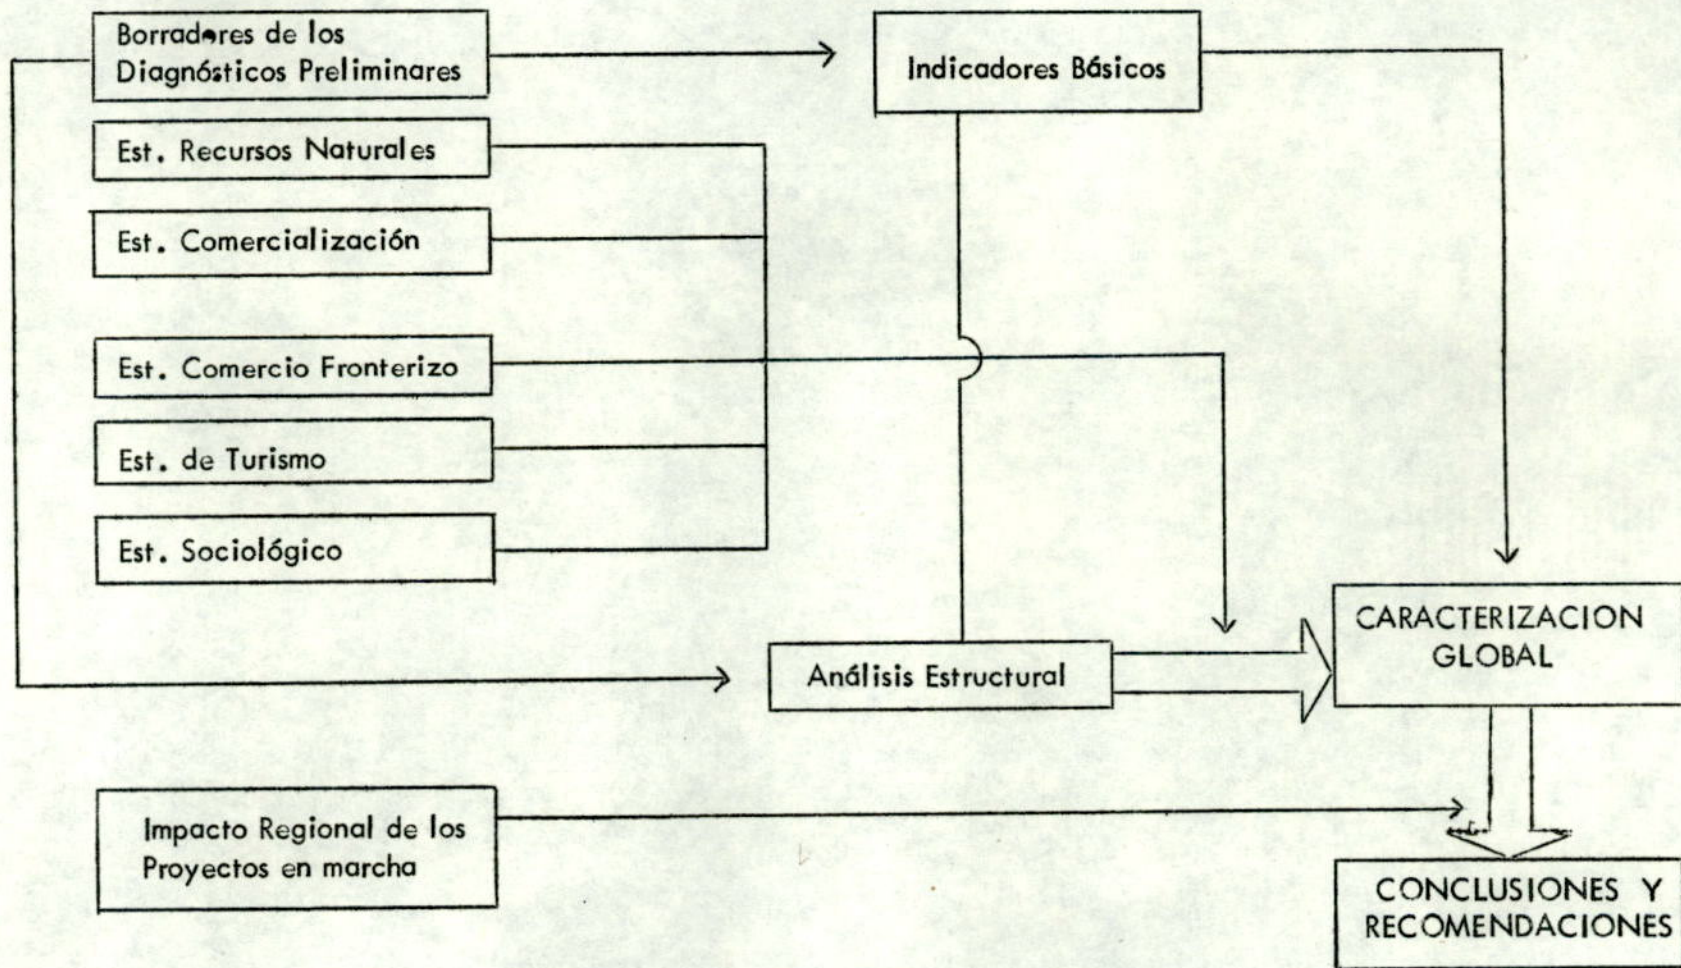 Borradores de los
Diagnósticos Preliminares
Indicadores Básicos
Est. Recursos Naturales
Est. Comercialización
Est. Comercio Fronterizo
Est. de Turismo
Est. Sociológico
Análisis Estructural
CARACTERIZACION
GLOBAL
Impacto Regional de los
Proyectos en marcha
CONCLUSIONES Y
RECOMENDACIONES